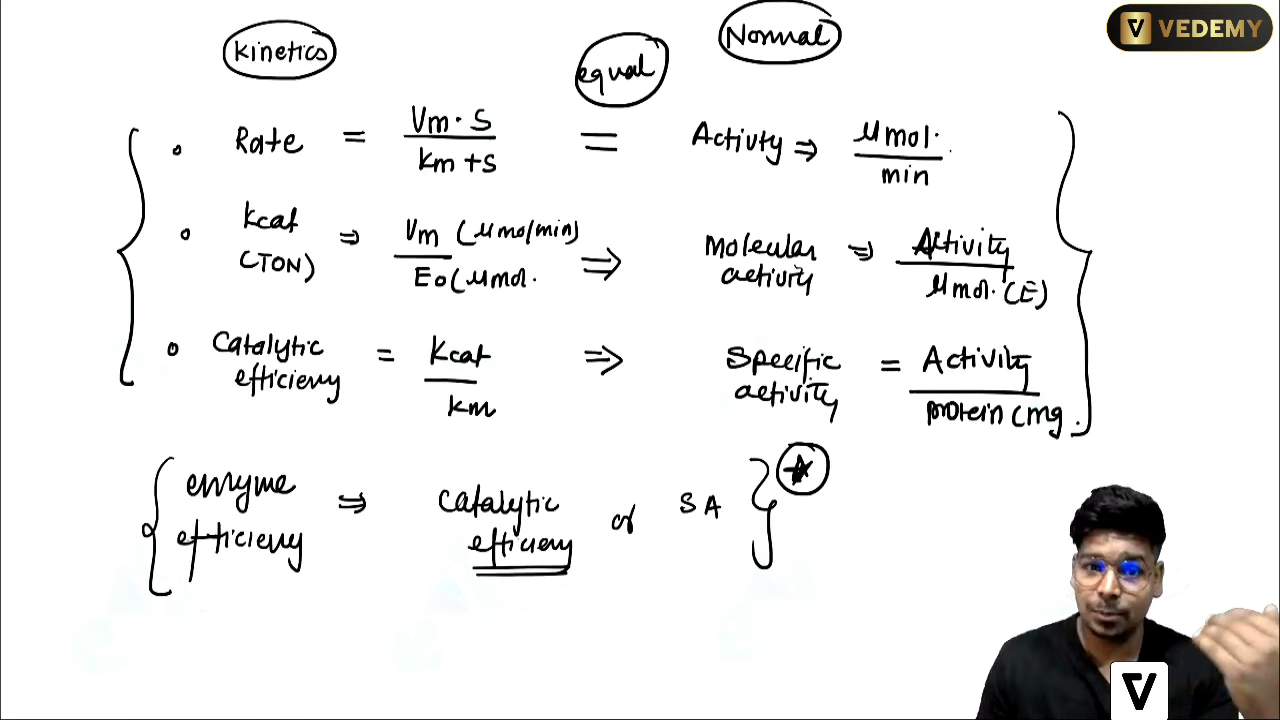 Kinetics equal Normal VEDEMY
• Rate = Vm· S / Km + S = Activity ⇒ μmol· / min
• Kcat (TON) ⇒ Vm (μmol/min) / Eo (μmol. ⇒ Molecular activity ⇒ Activity / μmol. (E)
• Catalytic efficiency = Kcat / Km ⇒ Specific activity = Activity / protein (mg.
enzyme efficiency ⇒ Catalytic efficiency or SA